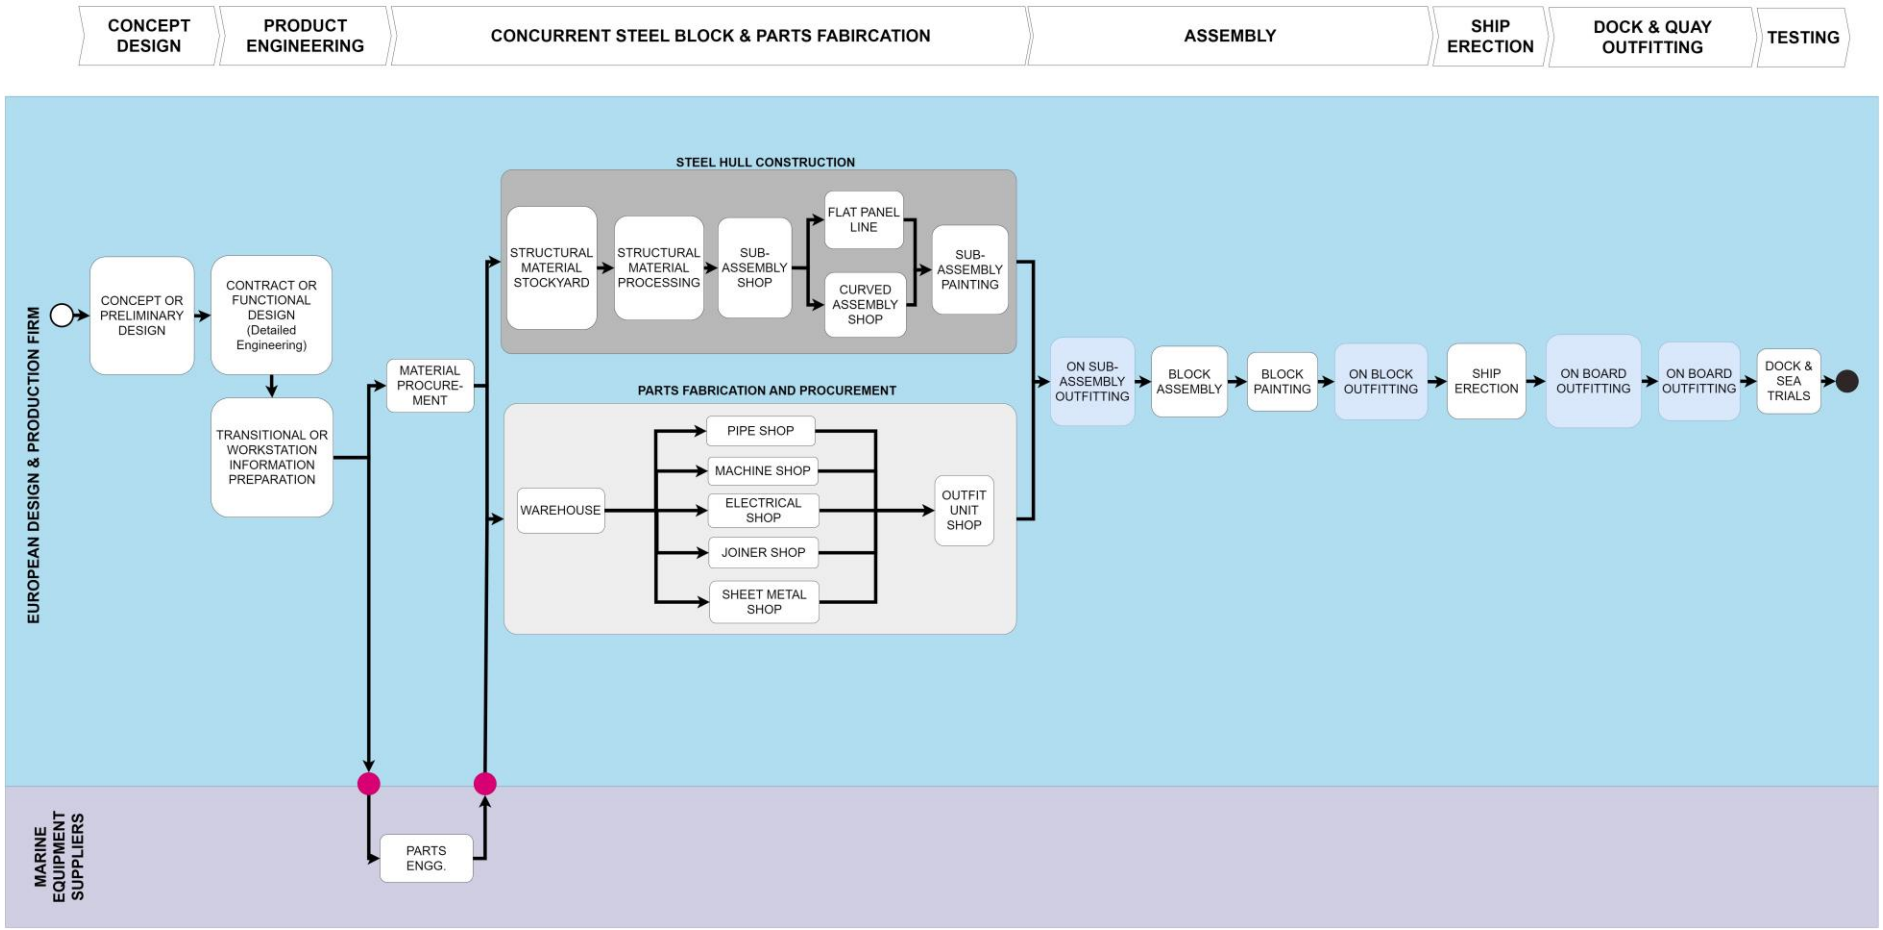 CONCEPT
DESIGN
PRODUCT
ENGINEERING
CONCURRENT STEEL BLOCK & PARTS FABIRCATION
ASSEMBLY
SHIP
ERECTION
DOCK & QUAY
OUTFITTING
TESTING
EUROPEAN DESIGN & PRODUCTION FIRM
CONCEPT OR
PRELIMINARY
DESIGN
CONTRACT OR
FUNCTIONAL
DESIGN
(Detailed
Engineering)
TRANSITIONAL OR
WORKSTATION
INFORMATION
PREPARATION
MATERIAL
PROCURE-
MENT
STEEL HULL CONSTRUCTION
STRUCTURAL
MATERIAL
STOCKYARD
STRUCTURAL
MATERIAL
PROCESSING
SUB-
ASSEMBLY
SHOP
FLAT PANEL
LINE
CURVED
ASSEMBLY
SHOP
SUB-
ASSEMBLY
PAINTING
PARTS FABRICATION AND PROCUREMENT
WAREHOUSE
PIPE SHOP
MACHINE SHOP
ELECTRICAL
SHOP
JOINER SHOP
SHEET METAL
SHOP
OUTFIT
UNIT
SHOP
ON SUB-
ASSEMBLY
OUTFITTING
BLOCK
ASSEMBLY
BLOCK
PAINTING
ON BLOCK
OUTFITTING
SHIP
ERECTION
ON BOARD
OUTFITTING
ON BOARD
OUTFITTING
DOCK &
SEA
TRIALS
MARINE
EQUIPMENT
SUPPLIERS
PARTS
ENGG.